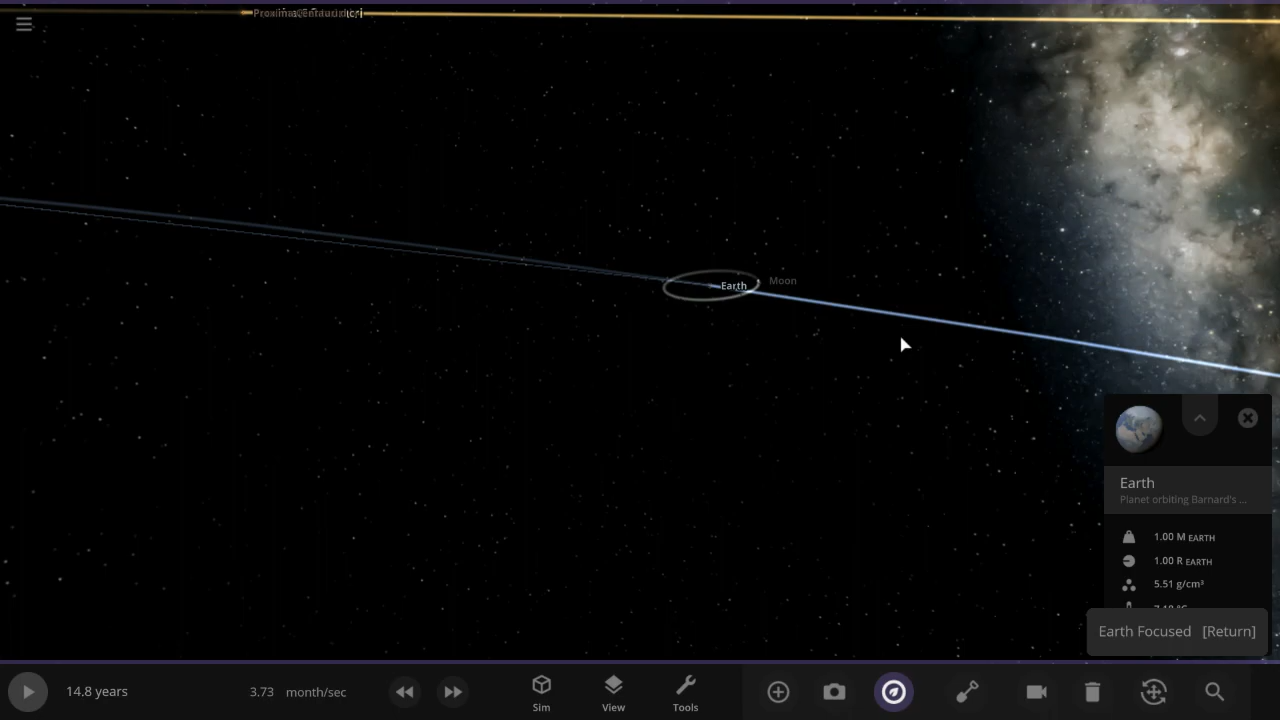 Earth
Moon
Earth
Planet orbiting Barnard's ...
1.00 M EARTH
1.00 R EARTH
5.51 g/cm³
Earth Focused [Return]
14.8 years
3.73 month/sec
Sim
View
Tools